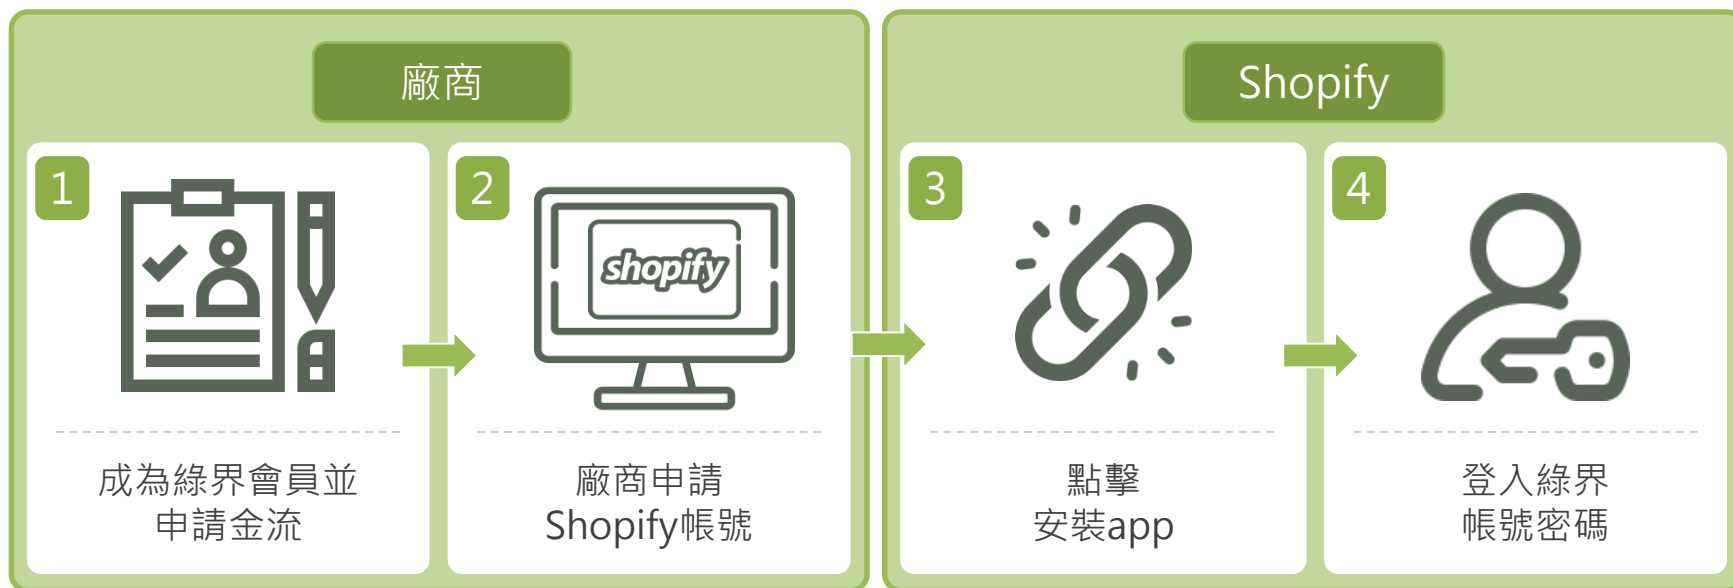 廠商
1
成為綠界會員並
申請金流
2
shopify
廠商申請
Shopify帳號
Shopify
3
點擊
安裝app
4
登入綠界
帳號密碼